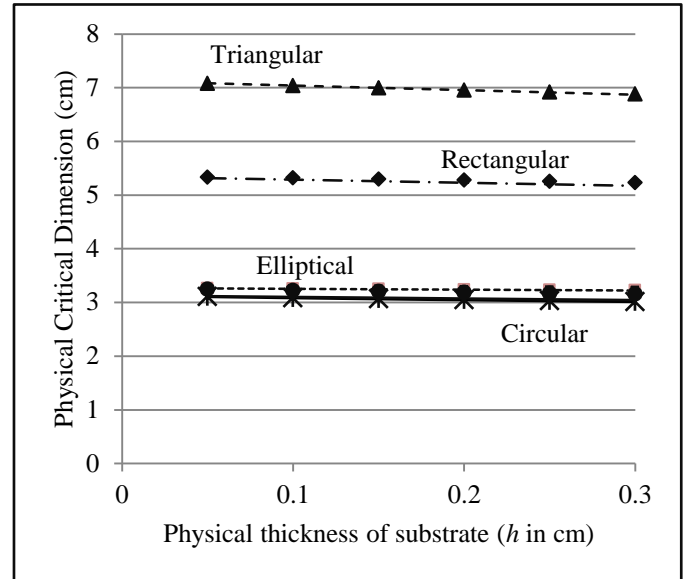 Physical Critical Dimension (cm)
8
7
6
5
4
3
2
1
0
Triangular
Rectangular
Elliptical
Circular
0
0.1
0.2
0.3
Physical thickness of substrate (h in cm)